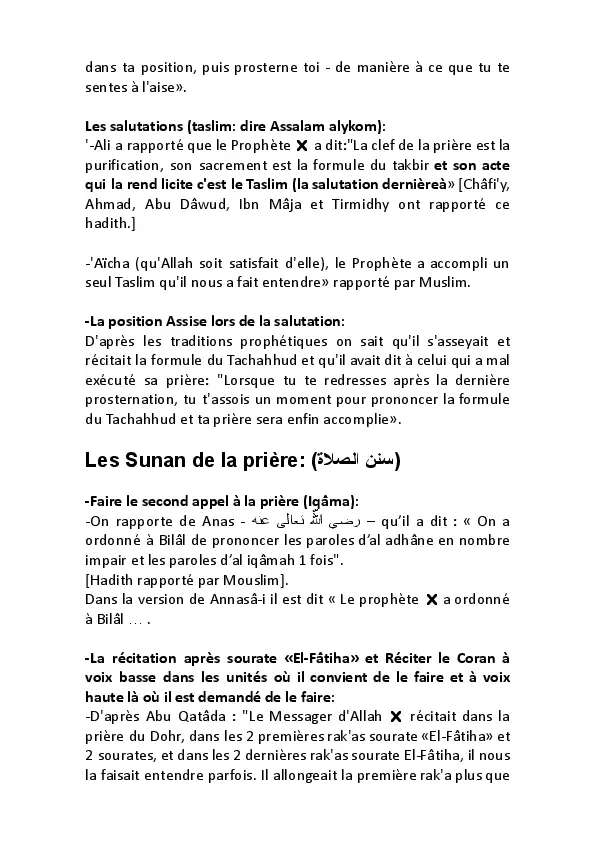 dans ta position, puis prosterne toi - de manière à ce que tu te
sentes à l'aise».
Les salutations (taslim: dire Assalam alykom):
'-Ali a rapporté que le Prophète ❌ a dit:"La clef de la prière est la
purification, son sacrement est la formule du takbir et son acte
qui la rend licite c'est le Taslim (la salutation dernièreà» [Châfi'y,
Ahmad, Abu Dâwud, Ibn Mâja et Tirmidhy ont rapporté ce
hadith.]
-'Aïcha (qu'Allah soit satisfait d'elle), le Prophète a accompli un
seul Taslim qu'il nous a fait entendre» rapporté par Muslim.
-La position Assise lors de la salutation:
D'après les traditions prophétiques on sait qu'il s'asseyait et
récitait la formule du Tachahhud et qu'il avait dit à celui qui a mal
exécuté sa prière: "Lorsque tu te redresses après la dernière
prosternation, tu t'assois un moment pour prononcer la formule
du Tachahhud et ta prière sera enfin accomplie».
Les Sunan de la prière: (سنن الصلاة)
-Faire le second appel à la prière (Iqâma):
-On rapporte de Anas - رضي الله تعالى عنه – qu’il a dit : « On a
ordonné à Bilâl de prononcer les paroles d’al adhâne en nombre
impair et les paroles d’al iqâmah 1 fois".
[Hadith rapporté par Mouslim].
Dans la version de Annasâ-i il est dit « Le prophète ❌ a ordonné
à Bilâl … .
-La récitation après sourate «El-Fâtiha» et Réciter le Coran à
voix basse dans les unités où il convient de le faire et à voix
haute là où il est demandé de le faire:
-D'après Abu Qatâda : "Le Messager d'Allah ❌ récitait dans la
prière du Dohr, dans les 2 premières rak'as sourate «El-Fâtiha» et
2 sourates, et dans les 2 dernières rak'as sourate El-Fâtiha, il nous
la faisait entendre parfois. Il allongeait la première rak'a plus que